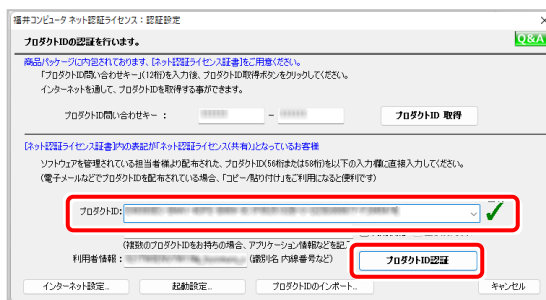 福井コンピュータ ネット認証ライセンス：認証設定
プロダクトIDの認証を行います。
Q&A
商品パッケージに内包されております、[ネット認証ライセンス証書]をご用意ください。
「プロダクトID問い合わせキー」(12桁)を入力後、プロダクトID取得ボタンをクリックしてください。
インターネットを通して、プロダクトIDを取得する事ができます。
プロダクトID問い合わせキー：
-
プロダクトID 取得
[ネット認証ライセンス証書]内の表記が「ネット認証ライセンス(共有)」となっているお客様
ソフトウェアを管理されている担当者様より配布された、プロダクトID(56桁または58桁)を以下の入力欄に直接入力してください。
(電子メールなどでプロダクトIDを配布されている場合、「コピー/貼り付け」をご利用になると便利です)
プロダクトID:
(複数のプロダクトIDをお持ちの場合、アプリケーション情報などを記
利用者情報：
(識別名 内線番号など)
プロダクトID認証
インターネット設定...
起動設定...
プロダクトIDのインポート...
キャンセル